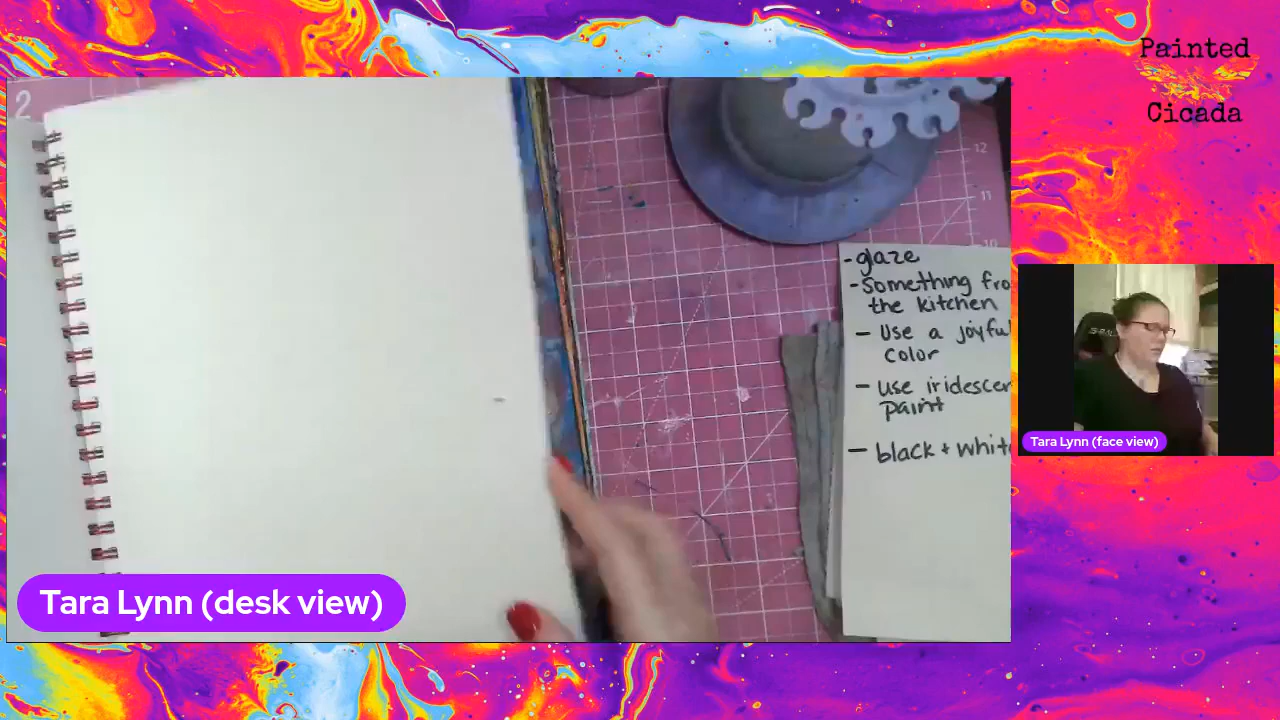 Painted
Cicada
2
12
11
10
-glaze
-Something fro
the kitchen
- Use a joyful
color
- use iridescen
paint
- black + whit
Tara Lynn (face view)
Tara Lynn (desk view)